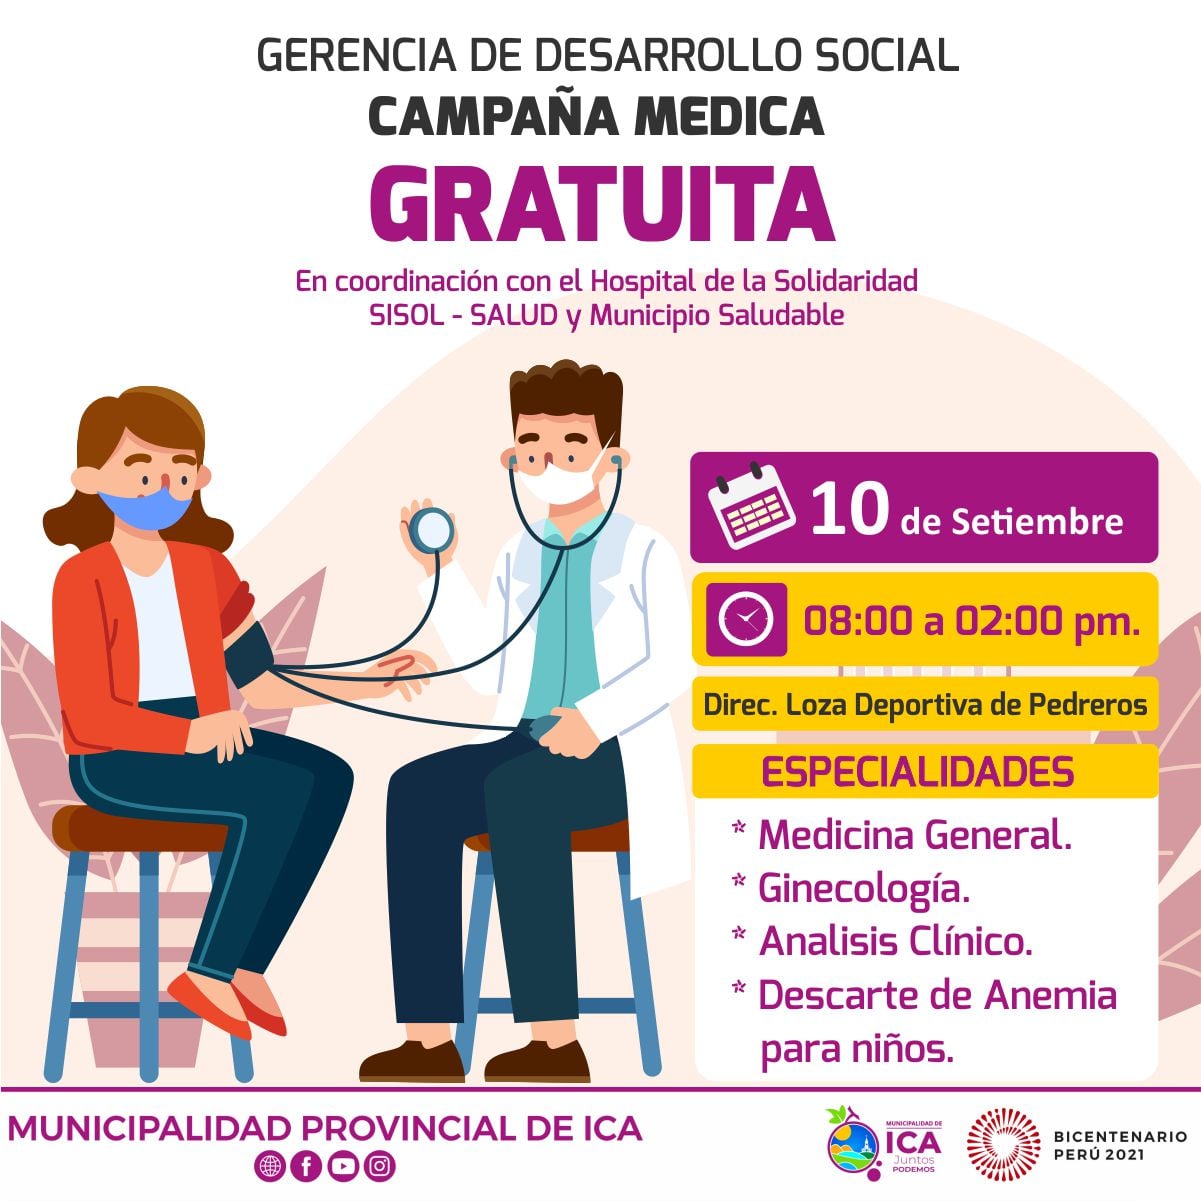 GERENCIA DE DESARROLLO SOCIAL
CAMPAÑA MEDICA
GRATUITA
En coordinación con el Hospital de la Solidaridad
SISOL - SALUD y Municipio Saludable
10 de Setiembre
08:00 a 02:00 pm.
Direc. Loza Deportiva de Pedreros
ESPECIALIDADES
* Medicina General.
* Ginecología.
* Analisis Clínico.
* Descarte de Anemia
para niños.
MUNICIPALIDAD PROVINCIAL DE ICA
MUNICIPALIDAD DE
ICA
Juntos
PODEMOS
BICENTENARIO
PERÚ 2021